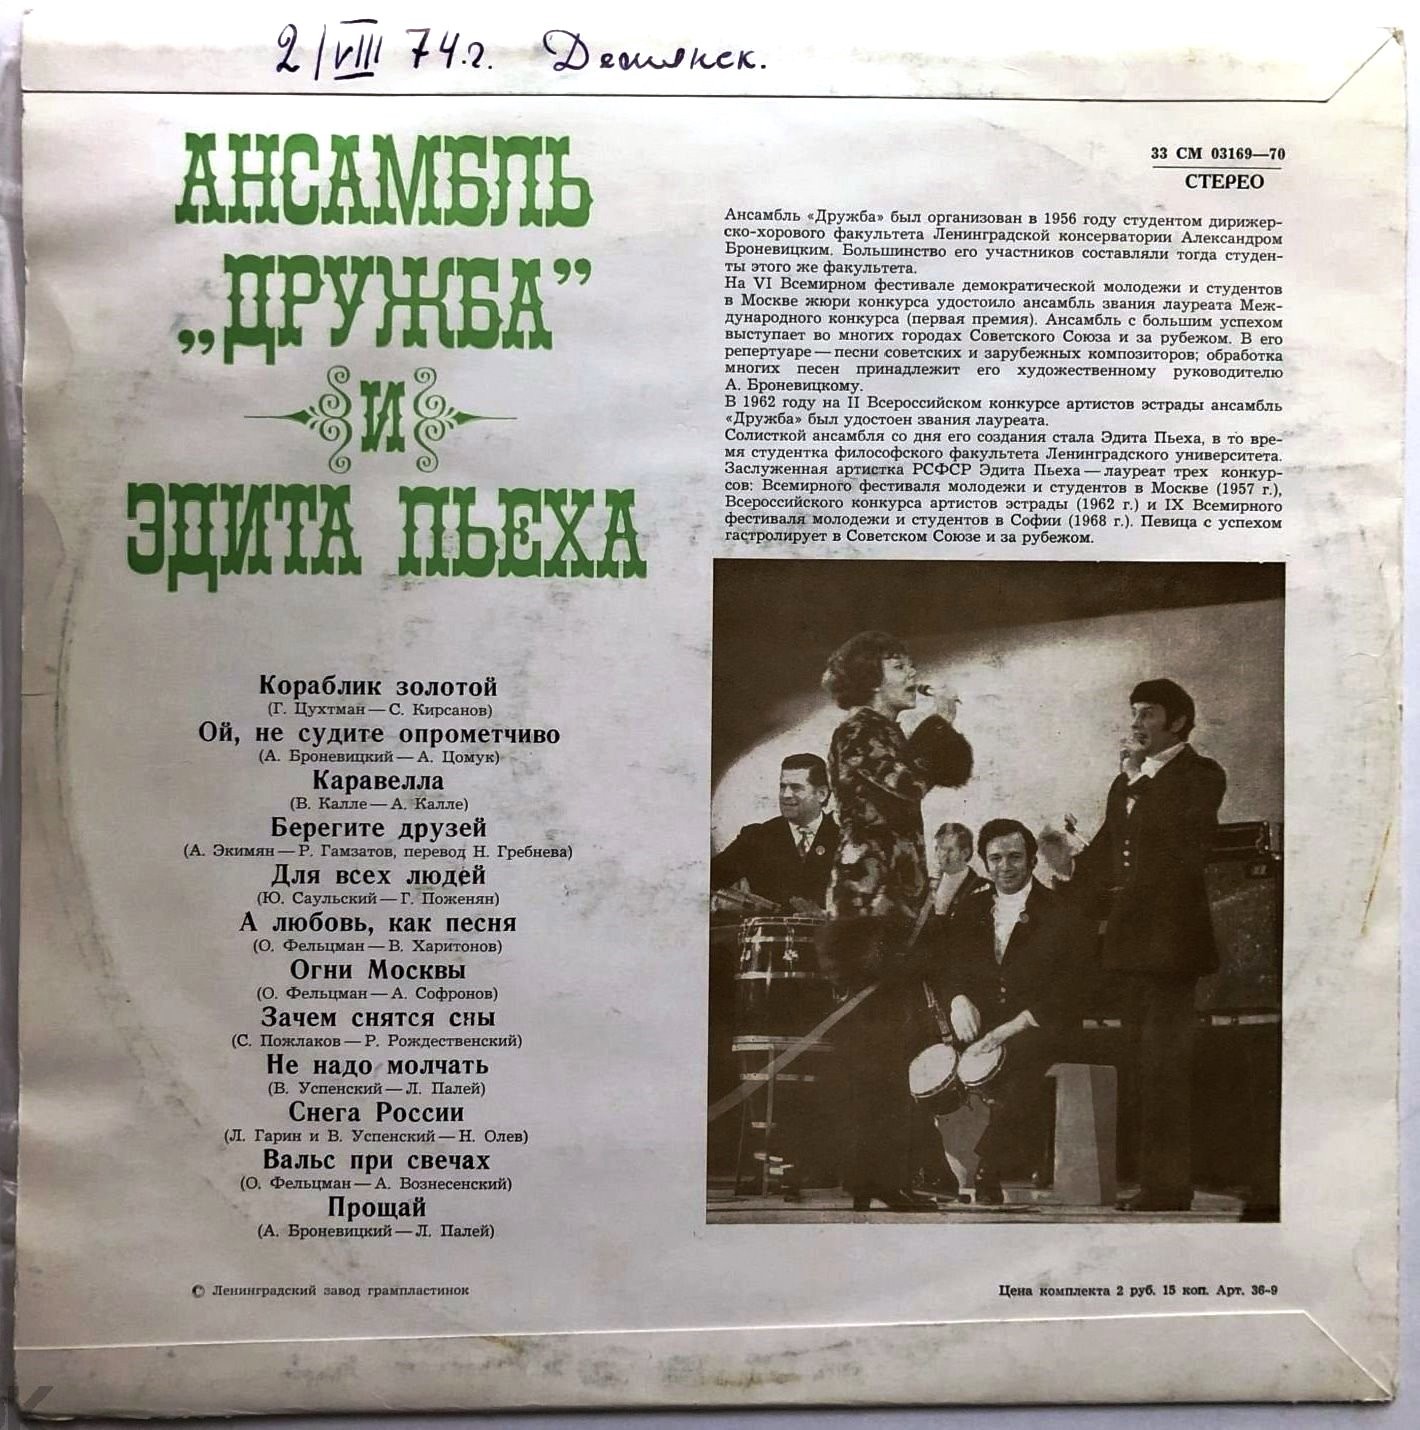 2/VIII 74.г. Демянск.
АНСАМБЛЬ
„ДРУЖБА”
И
ЭДИТА ПЬЕХА
33 СМ 03169—70
СТЕРЕО
Ансамбль «Дружба» был организован в 1956 году студентом дирижер-
ско-хорового факультета Ленинградской консерватории Александром
Броневицким. Большинство его участников составляли тогда студен-
ты этого же факультета.
На VI Всемирном фестивале демократической молодежи и студентов
в Москве жюри конкурса удостоило ансамбль звания лауреата Меж-
дународного конкурса (первая премия). Ансамбль с большим успехом
выступает во многих городах Советского Союза и за рубежом. В его
репертуаре — песни советских и зарубежных композиторов; обработка
многих песен принадлежит его художественному руководителю
А. Броневицкому.
В 1962 году на II Всероссийском конкурсе артистов эстрады ансамбль
«Дружба» был удостоен звания лауреата.
Солисткой ансамбля со дня его создания стала Эдита Пьеха, в то вре-
мя студентка философского факультета Ленинградского университета.
Заслуженная артистка РСФСР Эдита Пьеха — лауреат трех конкур-
сов: Всемирного фестиваля молодежи и студентов в Москве (1957 г.),
Всероссийского конкурса артистов эстрады (1962 г.) и IX Всемирного
фестиваля молодежи и студентов в Софии (1968 г.). Певица с успехом
гастролирует в Советском Союзе и за рубежом.
Кораблик золотой
(Г. Цухтман — С. Кирсанов)
Ой, не судите опрометчиво
(А. Броневицкий — А. Цомук)
Каравелла
(В. Калле — А. Калле)
Берегите друзей
(А. Экимян — Р. Гамзатов, перевод Н. Гребнева)
Для всех людей
(Ю. Саульский — Г. Поженян)
А любовь, как песня
(О. Фельцман — В. Харитонов)
Огни Москвы
(О. Фельцман — А. Софронов)
Зачем снятся сны
(С. Пожлаков — Р. Рождественский)
Не надо молчать
(В. Успенский — Л. Палей)
Снега России
(Л. Гарин и В. Успенский — Н. Олев)
Вальс при свечах
(О. Фельцман — А. Вознесенский)
Прощай
(А. Броневицкий — Л. Палей)
© Ленинградский завод грампластинок
Цена комплекта 2 руб. 15 коп. Арт. 36-9